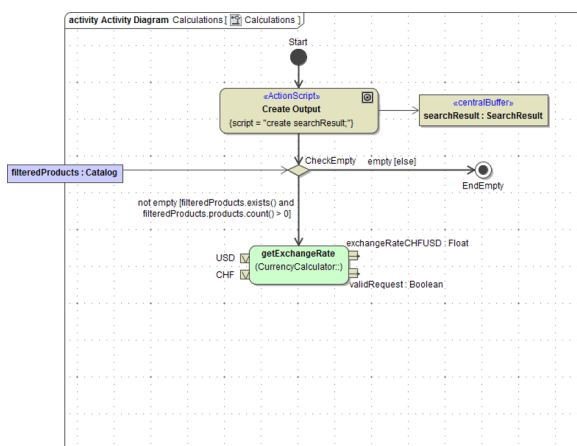 activity Activity Diagram Calculations [ Calculations ]
Start
«ActionScript»
Create Output
{script = "create searchResult;"}
«centralBuffer»
searchResult : SearchResult
filteredProducts : Catalog
CheckEmpty
empty [else]
EndEmpty
not empty [filteredProducts.exists() and
filteredProducts.products.count() > 0]
exchangeRateCHFUSD : Float
getExchangeRate
USD
(CurrencyCalculator::)
CHF
validRequest : Boolean